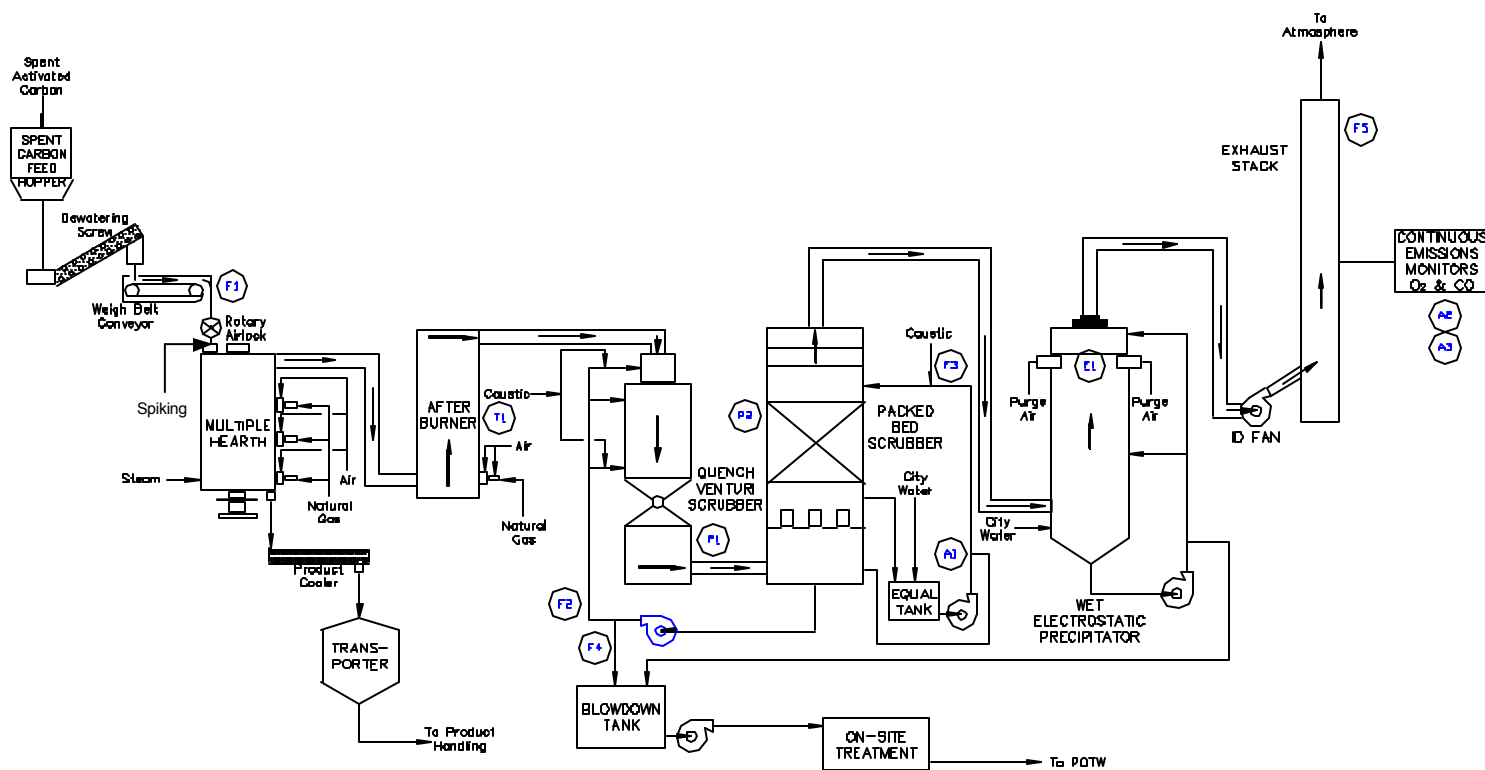 To
Atmosphere
Spent
Activated
Carbon
SPENT
CARBON
FEED
HOPPER
Dewatering
Screw
Weigh Belt
Conveyor
F1
Rotary
Airlock
Spiking
MULTIPLE
HEARTH
Steam
Air
Natural
Gas
Product
Cooler
TRANS-
PORTER
To Product
Handling
AFTER
BURNER
T1
Air
Natural
Gas
Caustic
QUENCH
VENTURI
SCRUBBER
P1
F2
F4
BLOWDOWN
TANK
ON-SITE
TREATMENT
To POTW
P2
PACKED
BED
SCRUBBER
Caustic
F3
City
Water
A1
EQUAL
TANK
City
Water
Purge
Air
E1
Purge
Air
WET
ELECTROSTATIC
PRECIPITATOR
ID FAN
EXHAUST
STACK
F5
CONTINUOUS
EMISSIONS
MONITORS
O2 & CO
A2
A3